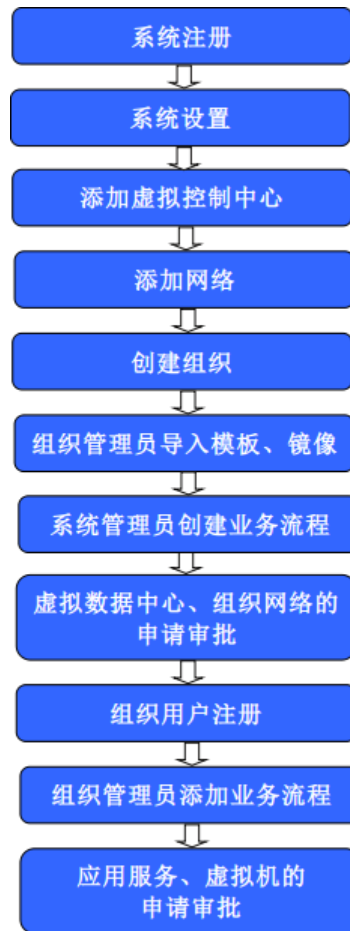 系统注册
系统设置
添加虚拟控制中心
添加网络
创建组织
组织管理员导入模板、镜像
系统管理员创建业务流程
虚拟数据中心、组织网络的
申请审批
组织用户注册
组织管理员添加业务流程
应用服务、虚拟机的
申请审批